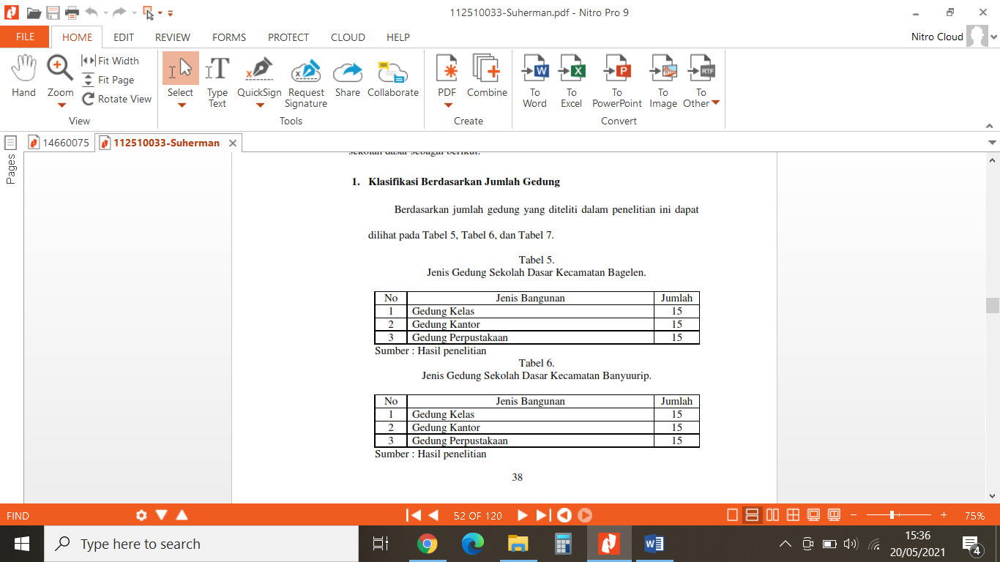 112510033-Suherman.pdf - Nitro Pro 9
FILE HOME EDIT REVIEW FORMS PROTECT CLOUD HELP Nitro Cloud
Hand
Zoom
Fit Width
Fit Page
Rotate View
View
Select
Type Text
QuickSign
Request Signature
Share
Collaborate
Tools
PDF
Combine
Create
To Word
To Excel
To PowerPoint
To Image
To Other
Convert
14660075 112510033-Suherman
Pages
sekolah dasar sebagai berikut:
1. Klasifikasi Berdasarkan Jumlah Gedung
Berdasarkan jumlah gedung yang diteliti dalam penelitian ini dapat
dilihat pada Tabel 5, Tabel 6, dan Tabel 7.
Tabel 5.
Jenis Gedung Sekolah Dasar Kecamatan Bagelen.
No Jenis Bangunan Jumlah
1 Gedung Kelas 15
2 Gedung Kantor 15
3 Gedung Perpustakaan 15
Sumber : Hasil penelitian
Tabel 6.
Jenis Gedung Sekolah Dasar Kecamatan Banyuurip.
No Jenis Bangunan Jumlah
1 Gedung Kelas 15
2 Gedung Kantor 15
3 Gedung Perpustakaan 15
Sumber : Hasil penelitian
38
FIND 52 OF 120 75%
Type here to search
15:36
20/05/2021
4